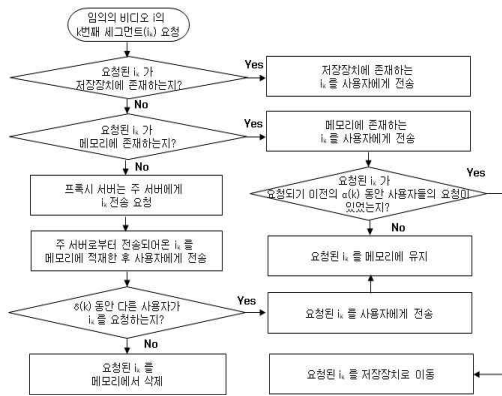 임의의 비디오 i의
k번째 세그먼트(iₖ) 요청
요청된 iₖ 가
저장장치에 존재하는지?
Yes
저장장치에 존재하는
iₖ 를 사용자에게 전송
No
요청된 iₖ 가
메모리에 존재하는지?
Yes
메모리에 존재하는
iₖ 를 사용자에게 전송
No
프록시 서버는 주 서버에게
iₖ 전송 요청
요청된 iₖ 가
요청되기 이전의 α(k) 동안 사용자들의 요청이
있었는지?
No
주 서버로부터 전송되어온 iₖ 를
메모리에 적재한 후 사용자에게 전송
요청된 iₖ 를 메모리에 유지
δ(k) 동안 다른 사용자가
iₖ 를 요청하는지?
Yes
요청된 iₖ 를 사용자에게 전송
No
요청된 iₖ 를
메모리에서 삭제
요청된 iₖ 를 저장장치로 이동